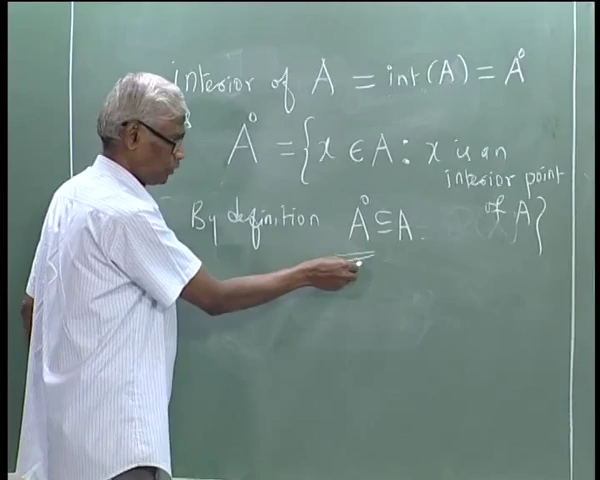 interior of A = int(A) = A°
A° = {x ∈ A : x is an
interior point
of A}
By definition A° ⊆ A.